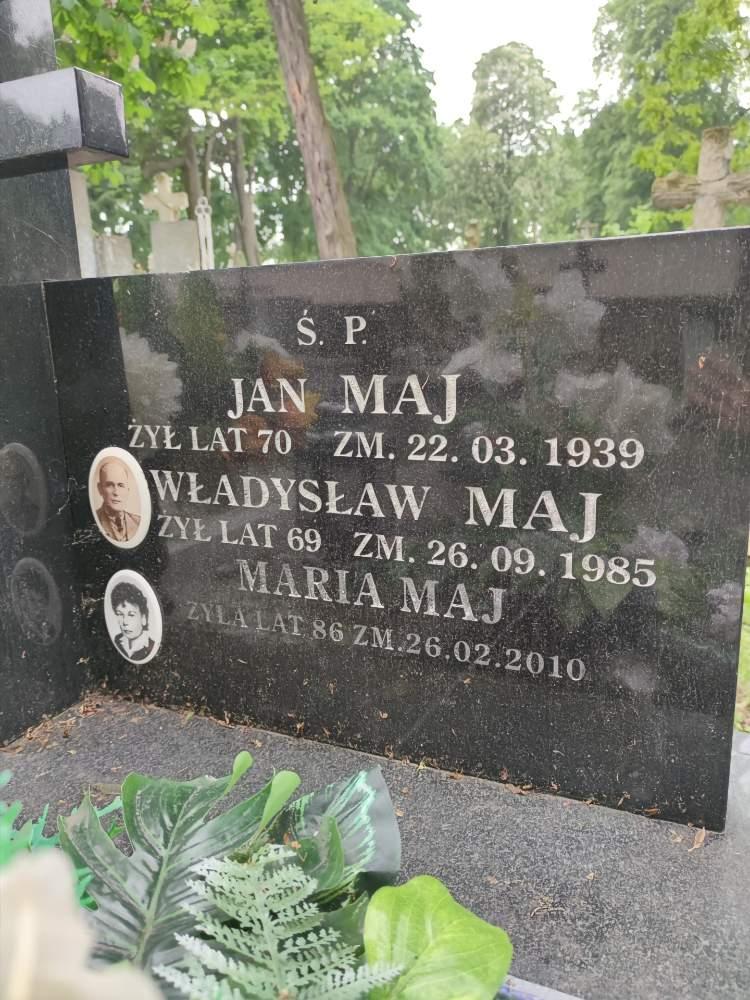 Ś. P.
JAN MAJ
ŻYŁ LAT 70 ZM. 22. 03. 1939
WŁADYSŁAW MAJ
ŻYŁ LAT 69 ZM. 26. 09. 1985
MARIA MAJ
ŻYŁA LAT 86 ZM.26.02.2010